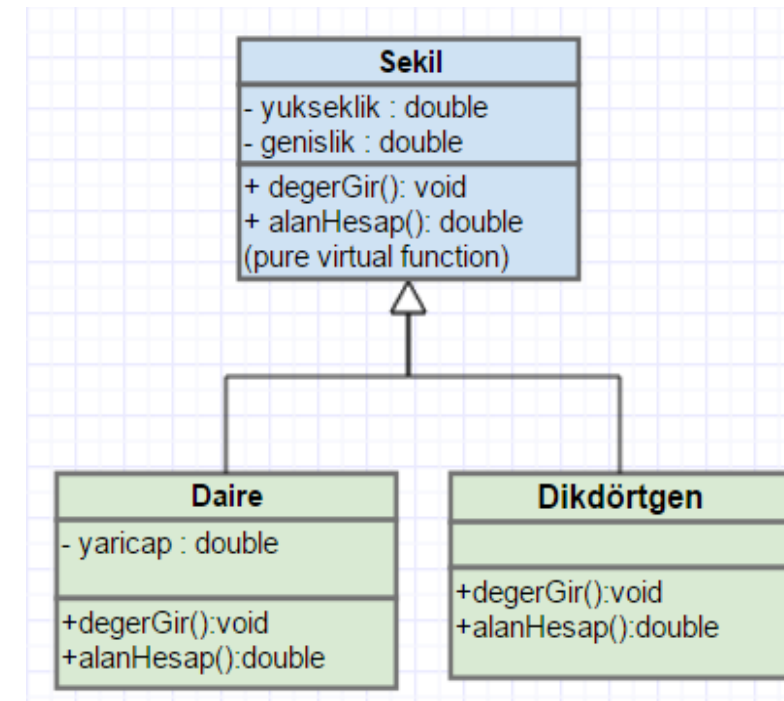 Sekil
- yukseklik : double
- genislik : double
+ degerGir(): void
+ alanHesap(): double
(pure virtual function)
Daire
- yaricap : double
+degerGir():void
+alanHesap():double
Dikdörtgen
+degerGir():void
+alanHesap():double